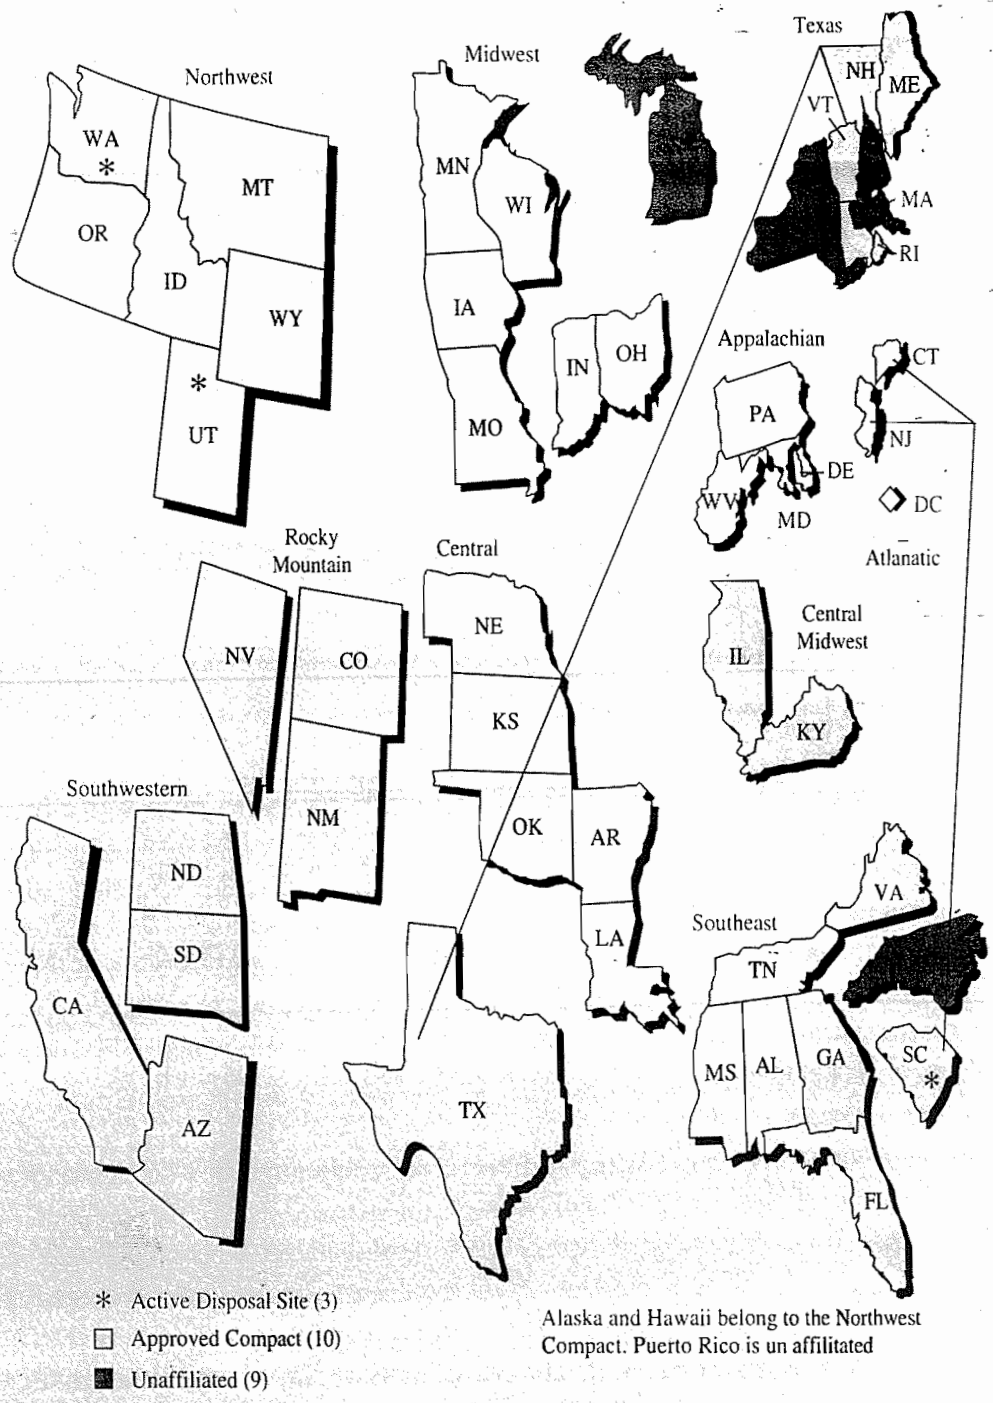 Northwest
WA
*
MT
OR
ID
WY
*
UT
Midwest
MN
WI
IA
IN
OH
MO
Texas
NH
ME
VT
MA
RI
Appalachian
PA
DE
WV
MD
CT
NJ
DC
Atlanatic
Rocky
Mountain
NV
CO
NM
Central
NE
KS
OK
AR
LA
Central
Midwest
IL
KY
Southwestern
ND
SD
CA
AZ
TX
Southeast
VA
TN
MS
AL
GA
SC
*
FL
* Active Disposal Site (3)
Approved Compact (10)
Unaffiliated (9)
Alaska and Hawaii belong to the Northwest
Compact. Puerto Rico is un affilitated